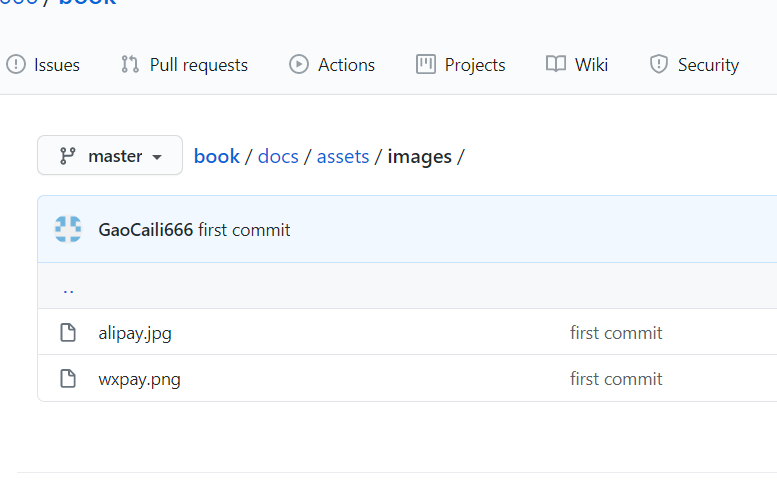 book
Issues Pull requests Actions Projects Wiki Security
master book / docs / assets / images /
GaoCaili666 first commit
..
alipay.jpg first commit
wxpay.png first commit